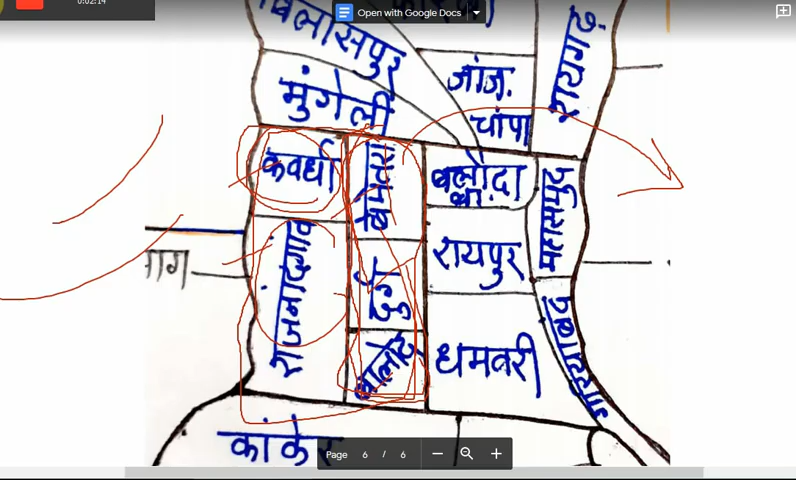 0:02:14
Open with Google Docs
बिलासपुर
जांज.
चांपा
रायगढ़
मुंगेली
कवर्धा
बेमेतरा
बलौदा
बा.
महासमुंद
राजनांदगांव
दुर्ग
रायपुर
बालोद
धमतरी
गरियाबंद
कांकेर
Page 6 / 6